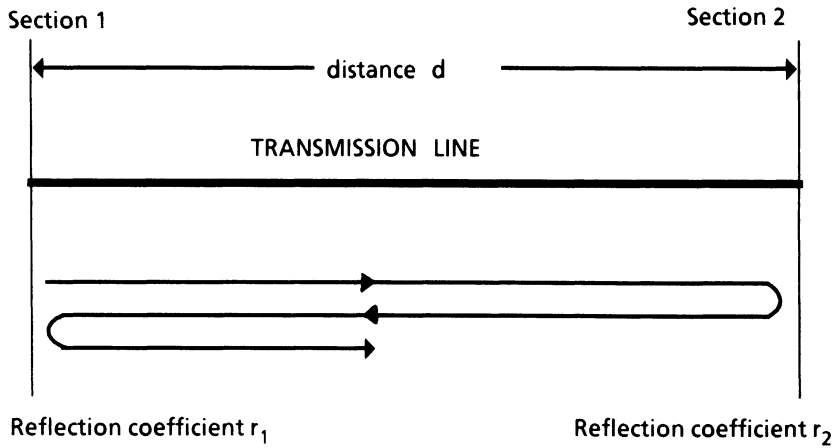 Section 1
Section 2
distance d
TRANSMISSION LINE
Reflection coefficient r₁
Reflection coefficient r₂